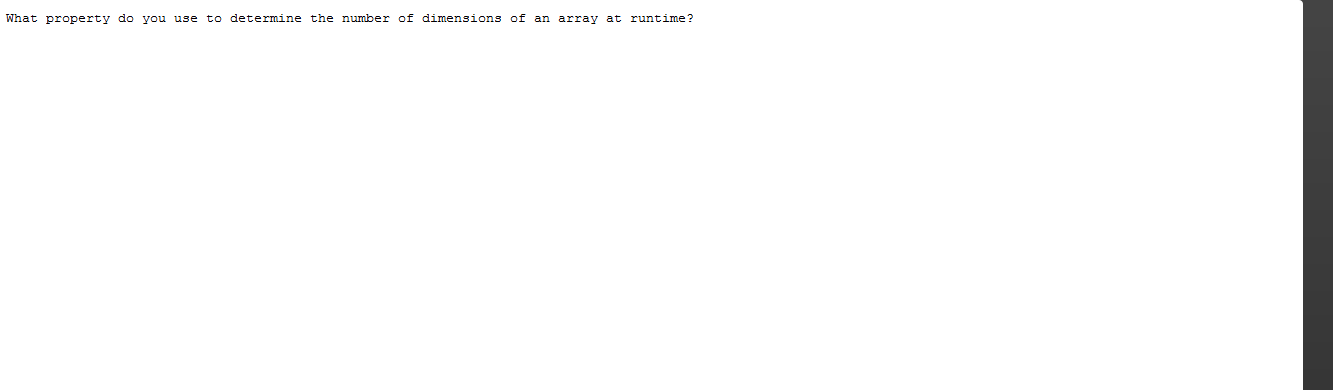 What property do you use to determine the number of dimensions of an array at runtime?